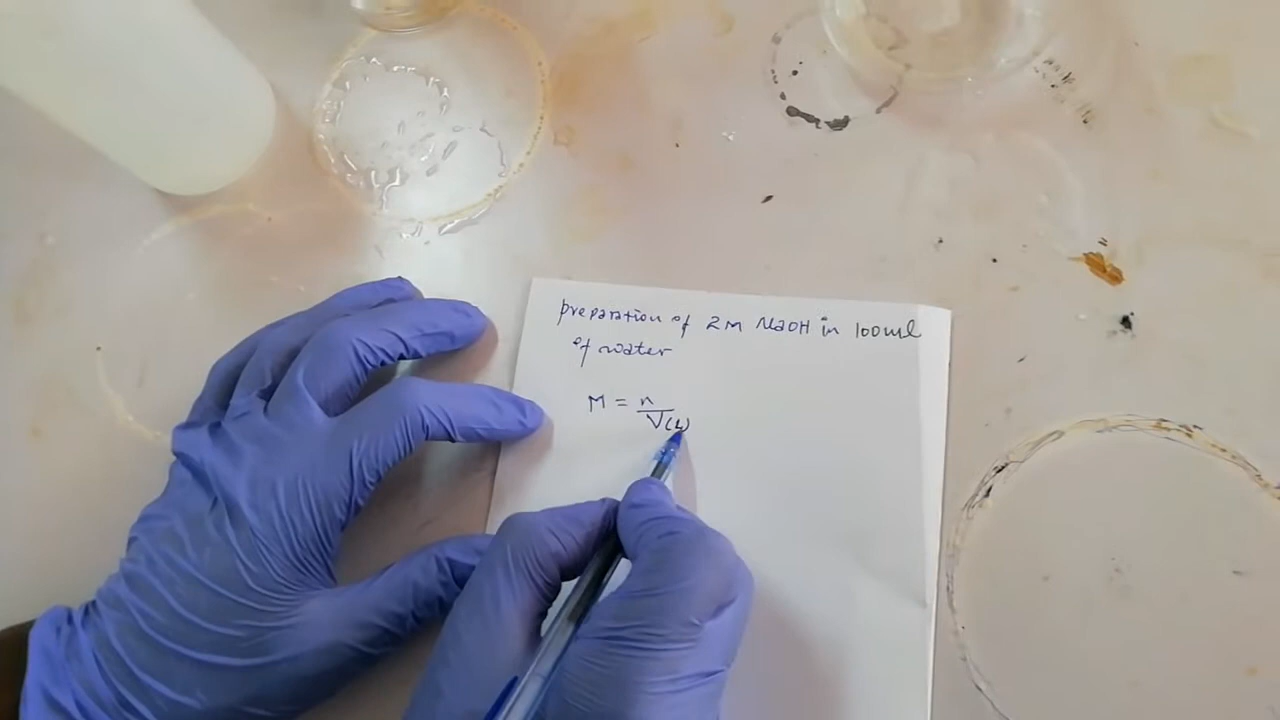 preparation of 2M NaOH in 100ml
of water
M = n
V(L)